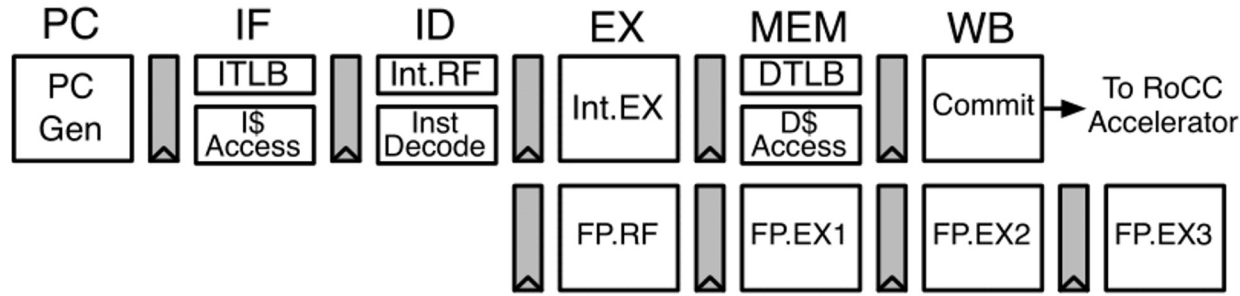 PC IF ID EX MEM WB
PC
Gen
ITLB
I$
Access
Int.RF
Inst
Decode
Int.EX
DTLB
D$
Access
Commit
To RoCC
Accelerator
FP.RF FP.EX1 FP.EX2 FP.EX3